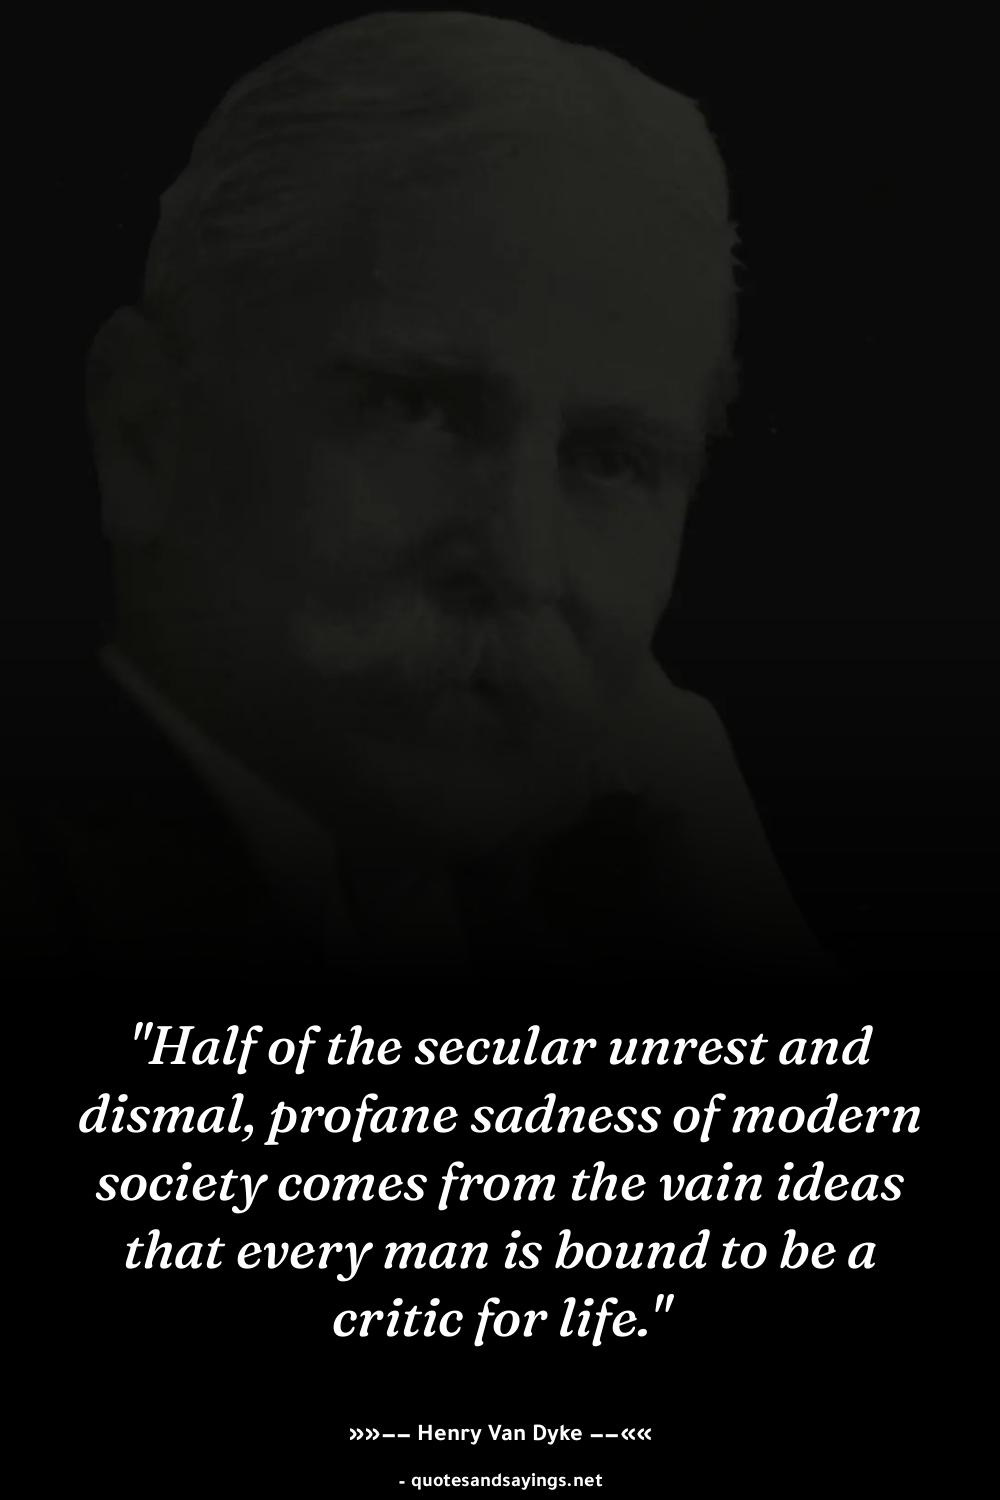 "Half of the secular unrest and
dismal, profane sadness of modern
society comes from the vain ideas
that every man is bound to be a
critic for life."
»»–– Henry Van Dyke ––««
- quotesandsayings.net